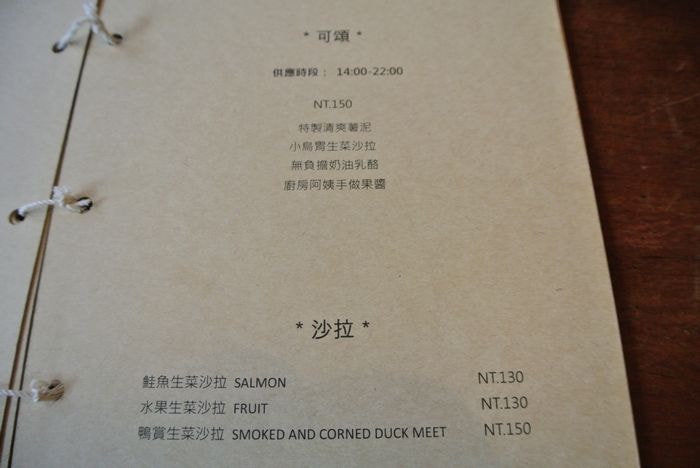 * 可頌 *
供應時段： 14:00-22:00
NT.150
特製清爽薯泥
小鳥胃生菜沙拉
無負擔奶油乳酪
廚房阿姨手做果醬
* 沙拉 *
鮭魚生菜沙拉 SALMON NT.130
水果生菜沙拉 FRUIT NT.130
鴨賞生菜沙拉 SMOKED AND CORNED DUCK MEET NT.150